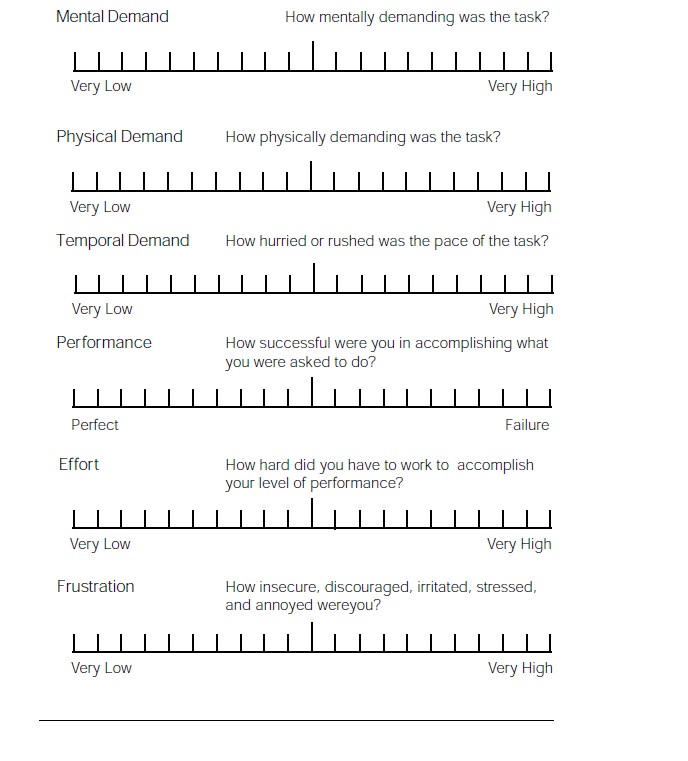 Mental Demand How mentally demanding was the task?
Very Low Very High
Physical Demand How physically demanding was the task?
Very Low Very High
Temporal Demand How hurried or rushed was the pace of the task?
Very Low Very High
Performance How successful were you in accomplishing what
you were asked to do?
Perfect Failure
Effort How hard did you have to work to accomplish
your level of performance?
Very Low Very High
Frustration How insecure, discouraged, irritated, stressed,
and annoyed wereyou?
Very Low Very High